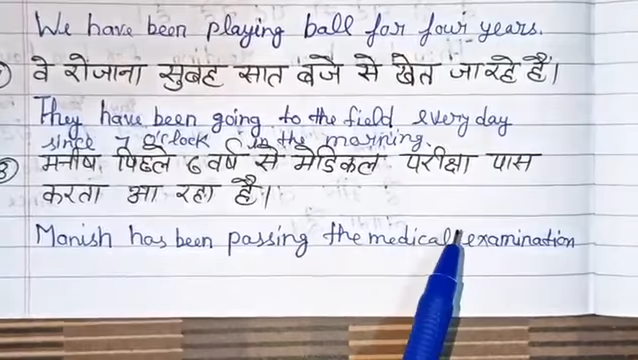 We have been playing ball for four years.
वे रोजाना सुबह सात बजे से खेत जा रहे हैं।
They have been going to the field every day
since 7 o'clock in the morning.
मनीष पिछले 6 वर्ष से मेडिकल परीक्षा पास
करता आ रहा है।
Manish has been passing the medical examination